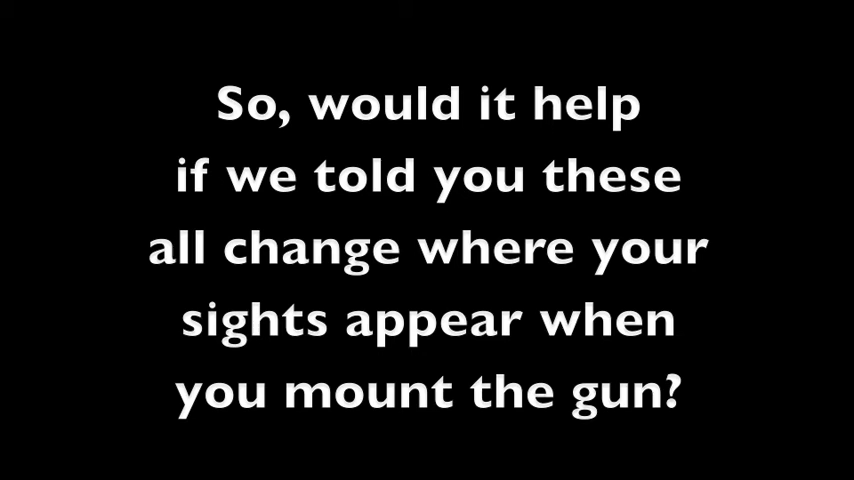 So, would it help
if we told you these
all change where your
sights appear when
you mount the gun?